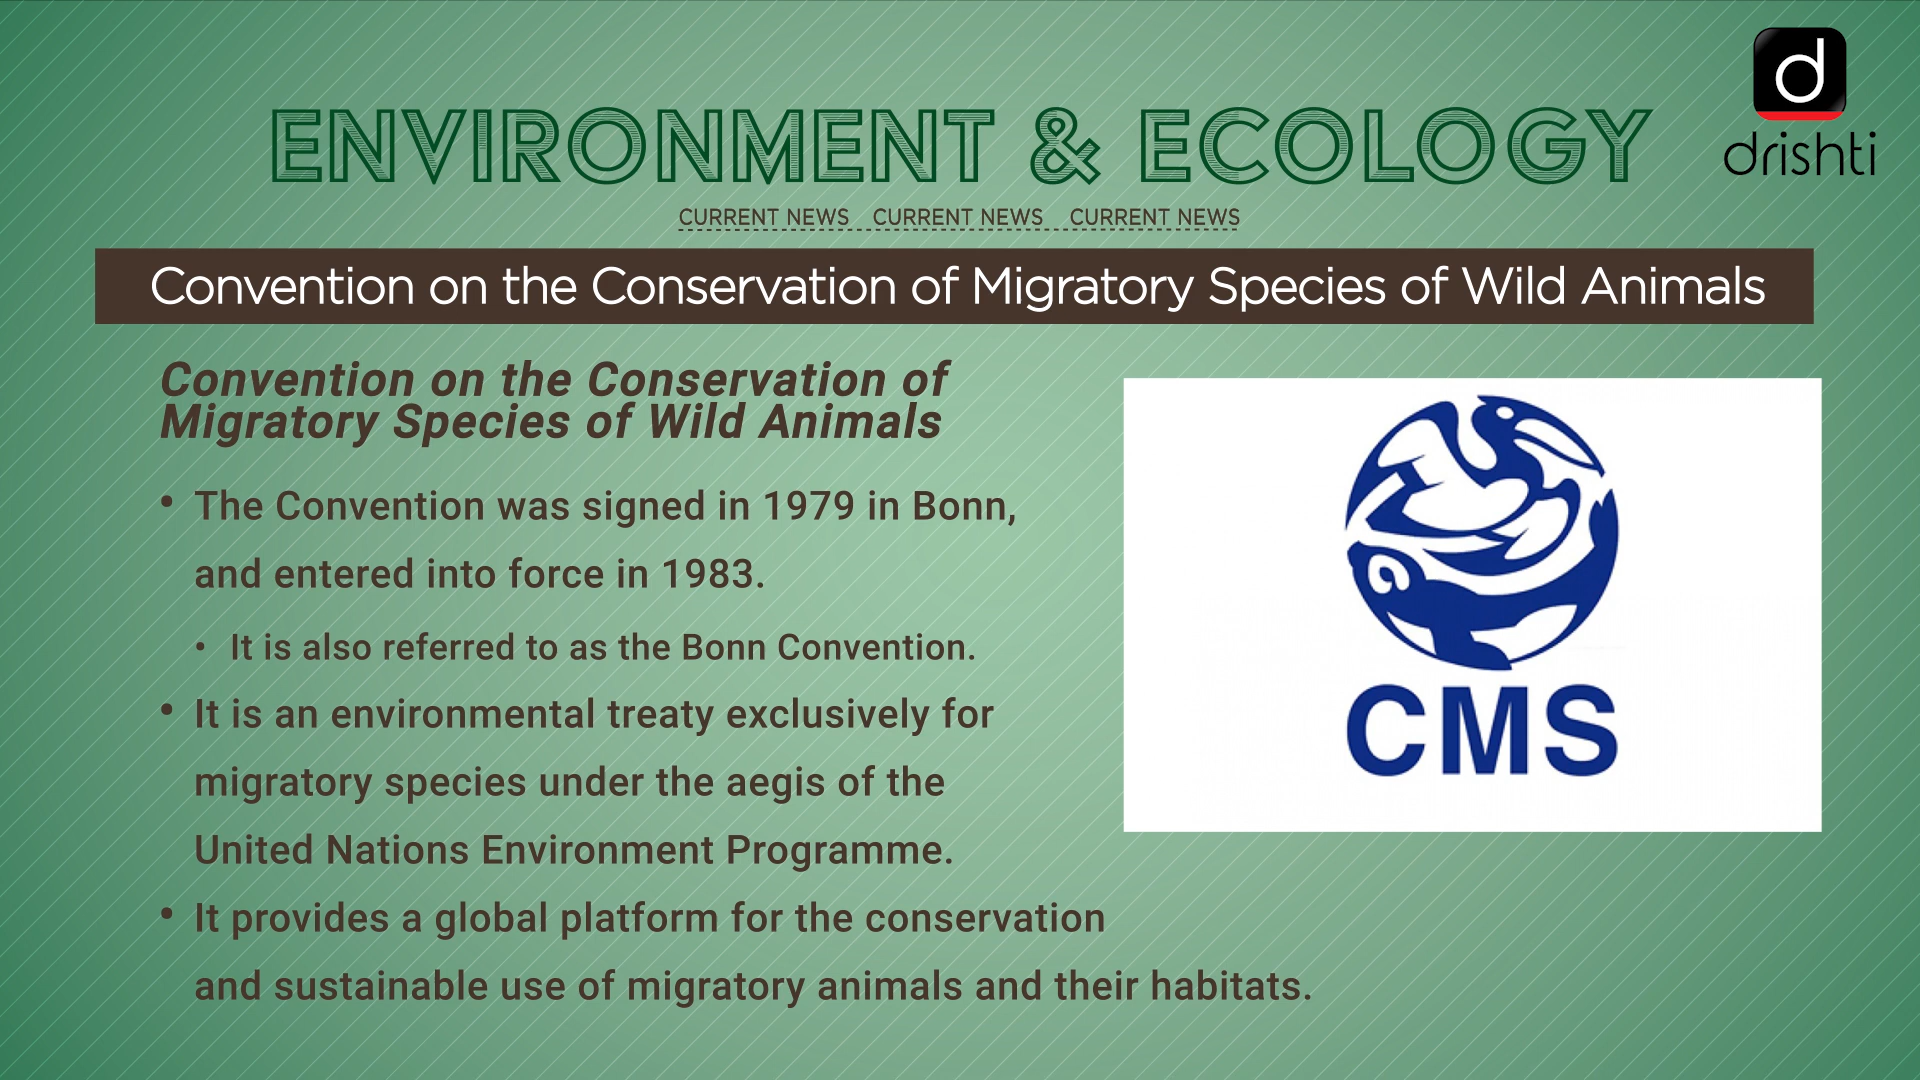 d
drishti
ENVIRONMENT & ECOLOGY
CURRENT NEWS CURRENT NEWS CURRENT NEWS
Convention on the Conservation of Migratory Species of Wild Animals
Convention on the Conservation of
Migratory Species of Wild Animals
• The Convention was signed in 1979 in Bonn,
and entered into force in 1983.
• It is also referred to as the Bonn Convention.
• It is an environmental treaty exclusively for
migratory species under the aegis of the
United Nations Environment Programme.
• It provides a global platform for the conservation
and sustainable use of migratory animals and their habitats.
CMS